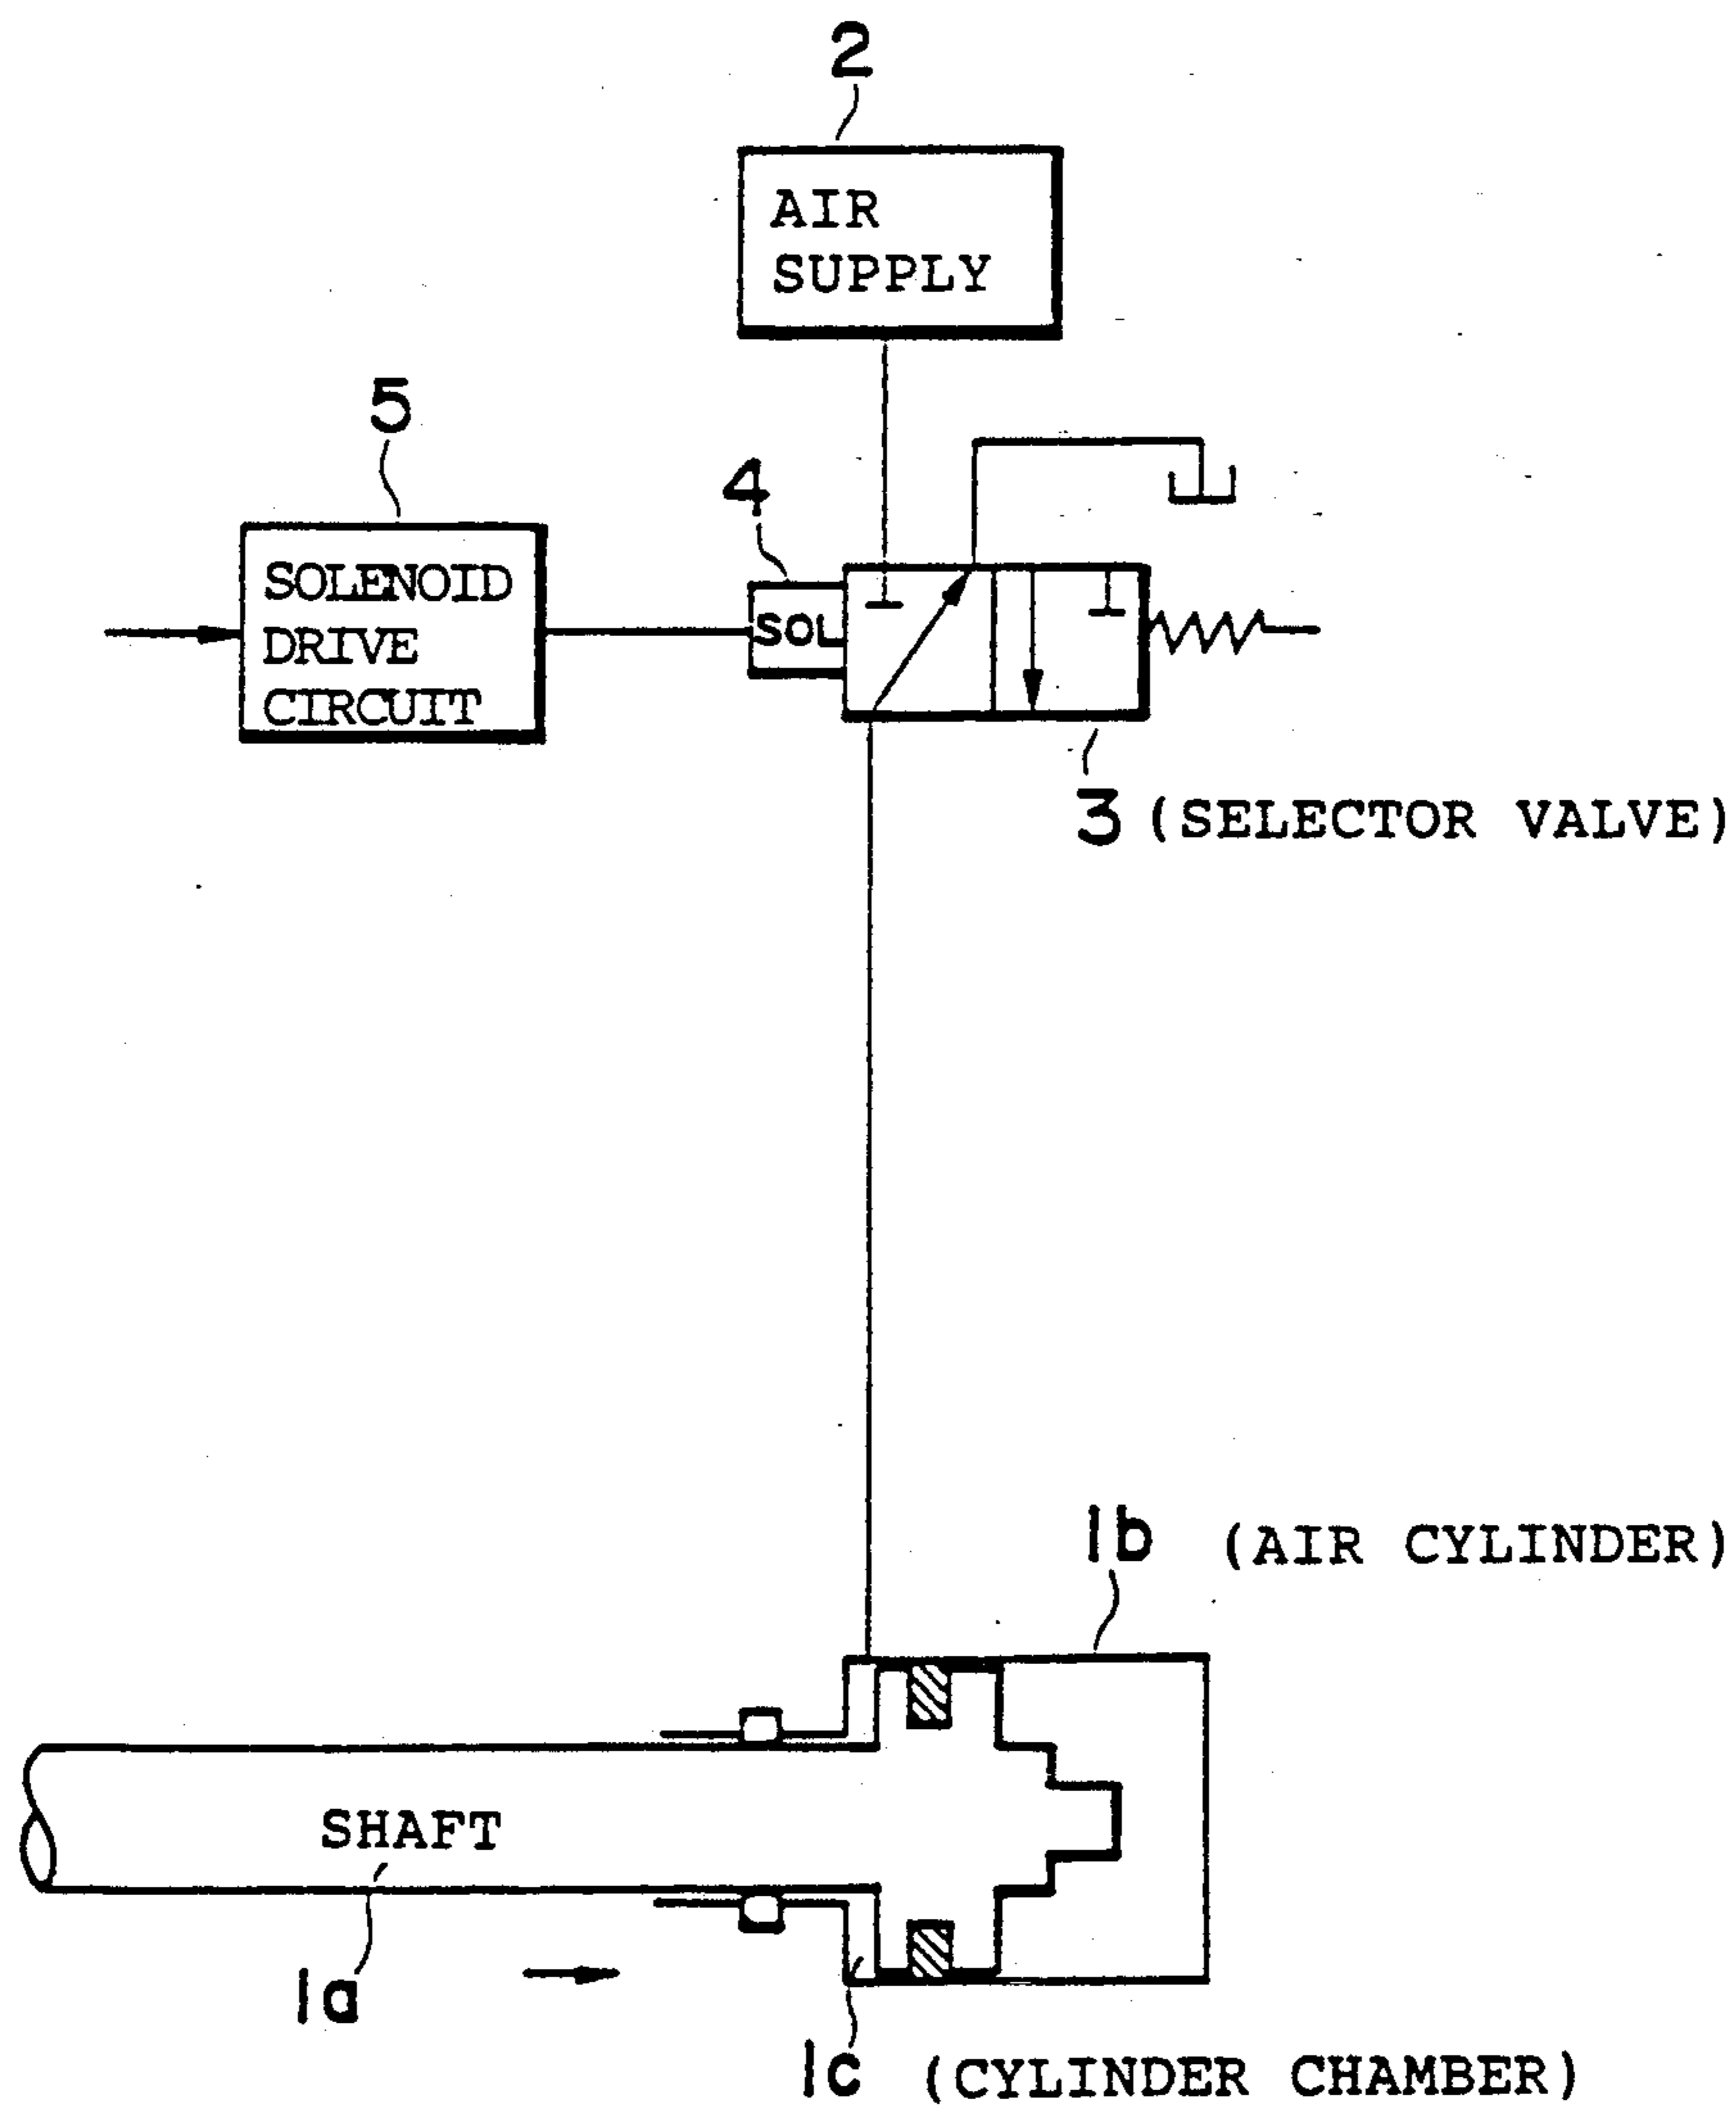 2
AIR
SUPPLY
5
4
SOLENOID
DRIVE
CIRCUIT
SOL
3 (SELECTOR VALVE)
1b (AIR CYLINDER)
SHAFT
1a
1c (CYLINDER CHAMBER)